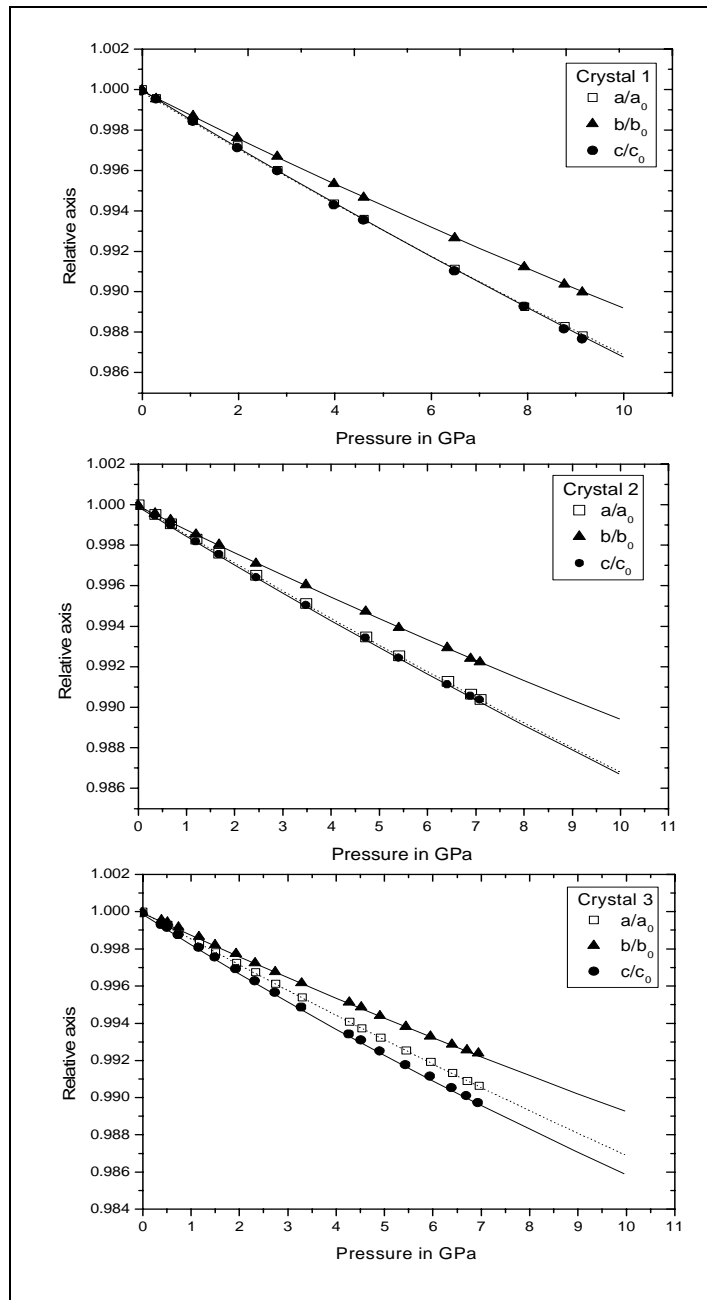 1.002
1.000
0.998
0.996
0.994
0.992
0.990
0.988
0.986
Relative axis
Crystal 1
a/a0
b/b0
c/c0
0 2 4 6 8 10
Pressure in GPa
1.002
1.000
0.998
0.996
0.994
0.992
0.990
0.988
0.986
Relative axis
Crystal 2
a/a0
b/b0
c/c0
0 1 2 3 4 5 6 7 8 9 10 11
Pressure in GPa
1.002
1.000
0.998
0.996
0.994
0.992
0.990
0.988
0.986
0.984
Relative axis
Crystal 3
a/a0
b/b0
c/c0
0 1 2 3 4 5 6 7 8 9 10 11
Pressure in GPa